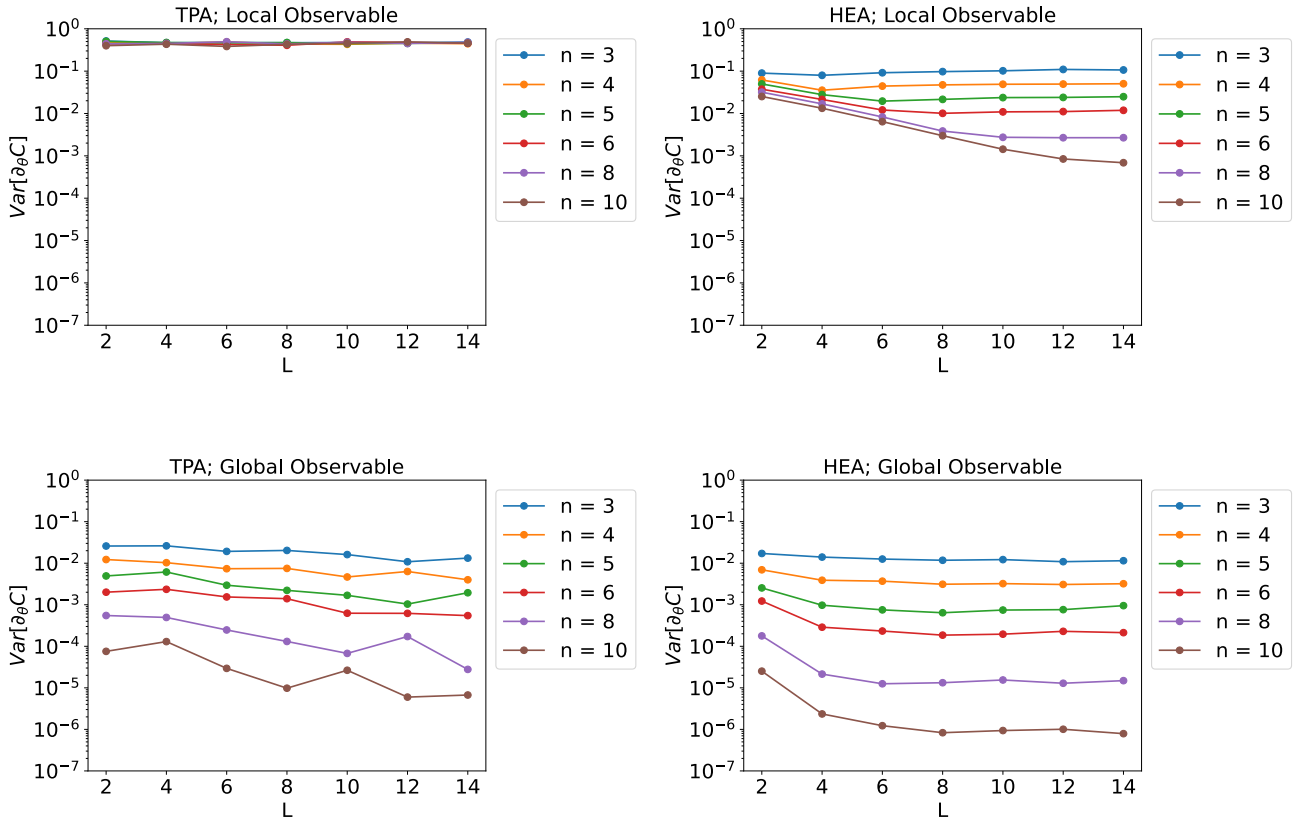 TPA; Local Observable
Var[∂θC]
10^0
10^-1
10^-2
10^-3
10^-4
10^-5
10^-6
10^-7
2 4 6 8 10 12 14
L
n = 3
n = 4
n = 5
n = 6
n = 8
n = 10
HEA; Local Observable
Var[∂θC]
10^0
10^-1
10^-2
10^-3
10^-4
10^-5
10^-6
10^-7
2 4 6 8 10 12 14
L
n = 3
n = 4
n = 5
n = 6
n = 8
n = 10
TPA; Global Observable
Var[∂θC]
10^0
10^-1
10^-2
10^-3
10^-4
10^-5
10^-6
10^-7
2 4 6 8 10 12 14
L
n = 3
n = 4
n = 5
n = 6
n = 8
n = 10
HEA; Global Observable
Var[∂θC]
10^0
10^-1
10^-2
10^-3
10^-4
10^-5
10^-6
10^-7
2 4 6 8 10 12 14
L
n = 3
n = 4
n = 5
n = 6
n = 8
n = 10